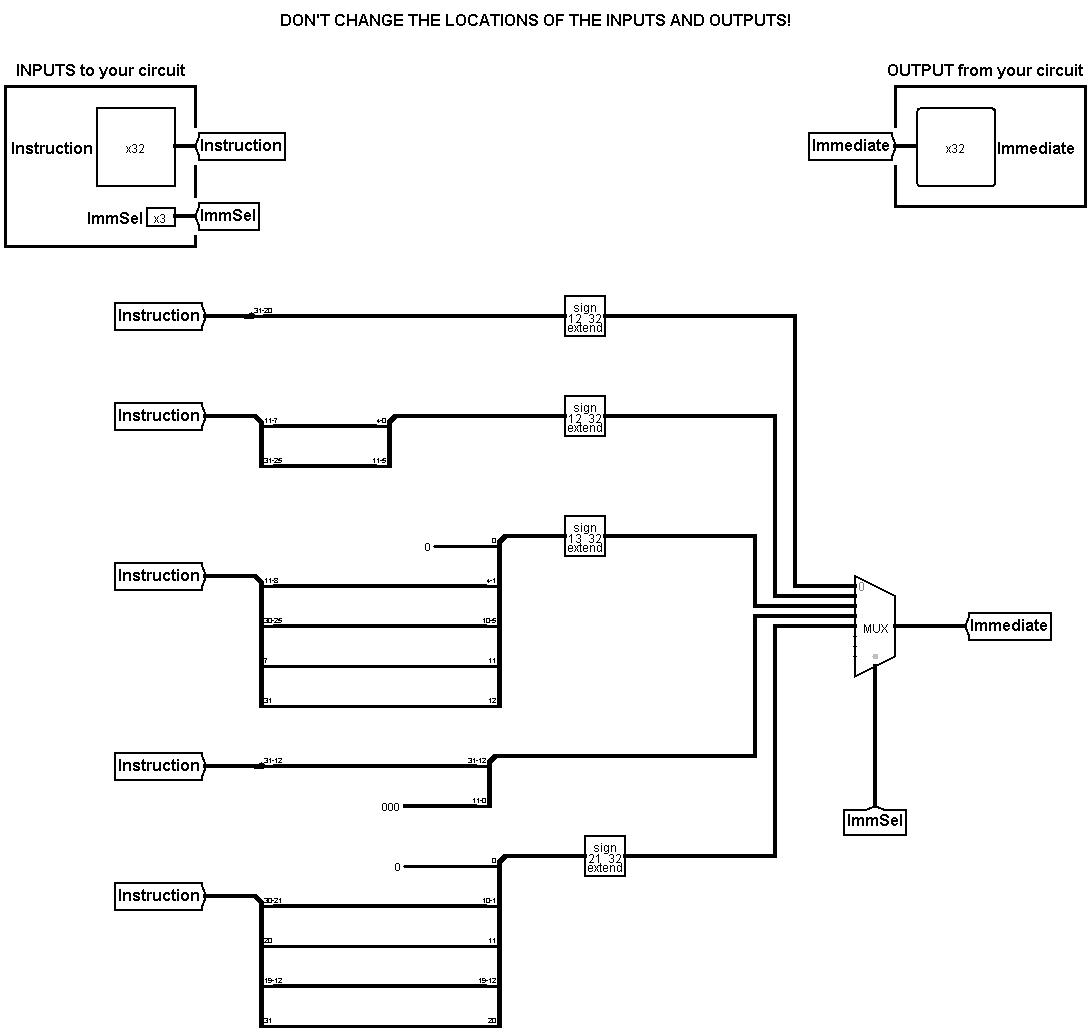 DON'T CHANGE THE LOCATIONS OF THE INPUTS AND OUTPUTS!
INPUTS to your circuit
OUTPUT from your circuit
Instruction x32 Instruction
Immediate x32 Immediate
ImmSel x3 ImmSel
Instruction 31-20
sign
12 32
extend
Instruction 11-7 4-0
31-25 11-5
sign
12 32
extend
0 0
sign
13 32
extend
Instruction 11-8 4-1
30-25 10-5
7 11
31 12
0
MUX
Immediate
Instruction 31-12 31-12
000 11-0
ImmSel
0 0
sign
21 32
extend
Instruction 30-21 10-1
20 11
19-12 19-12
31 20